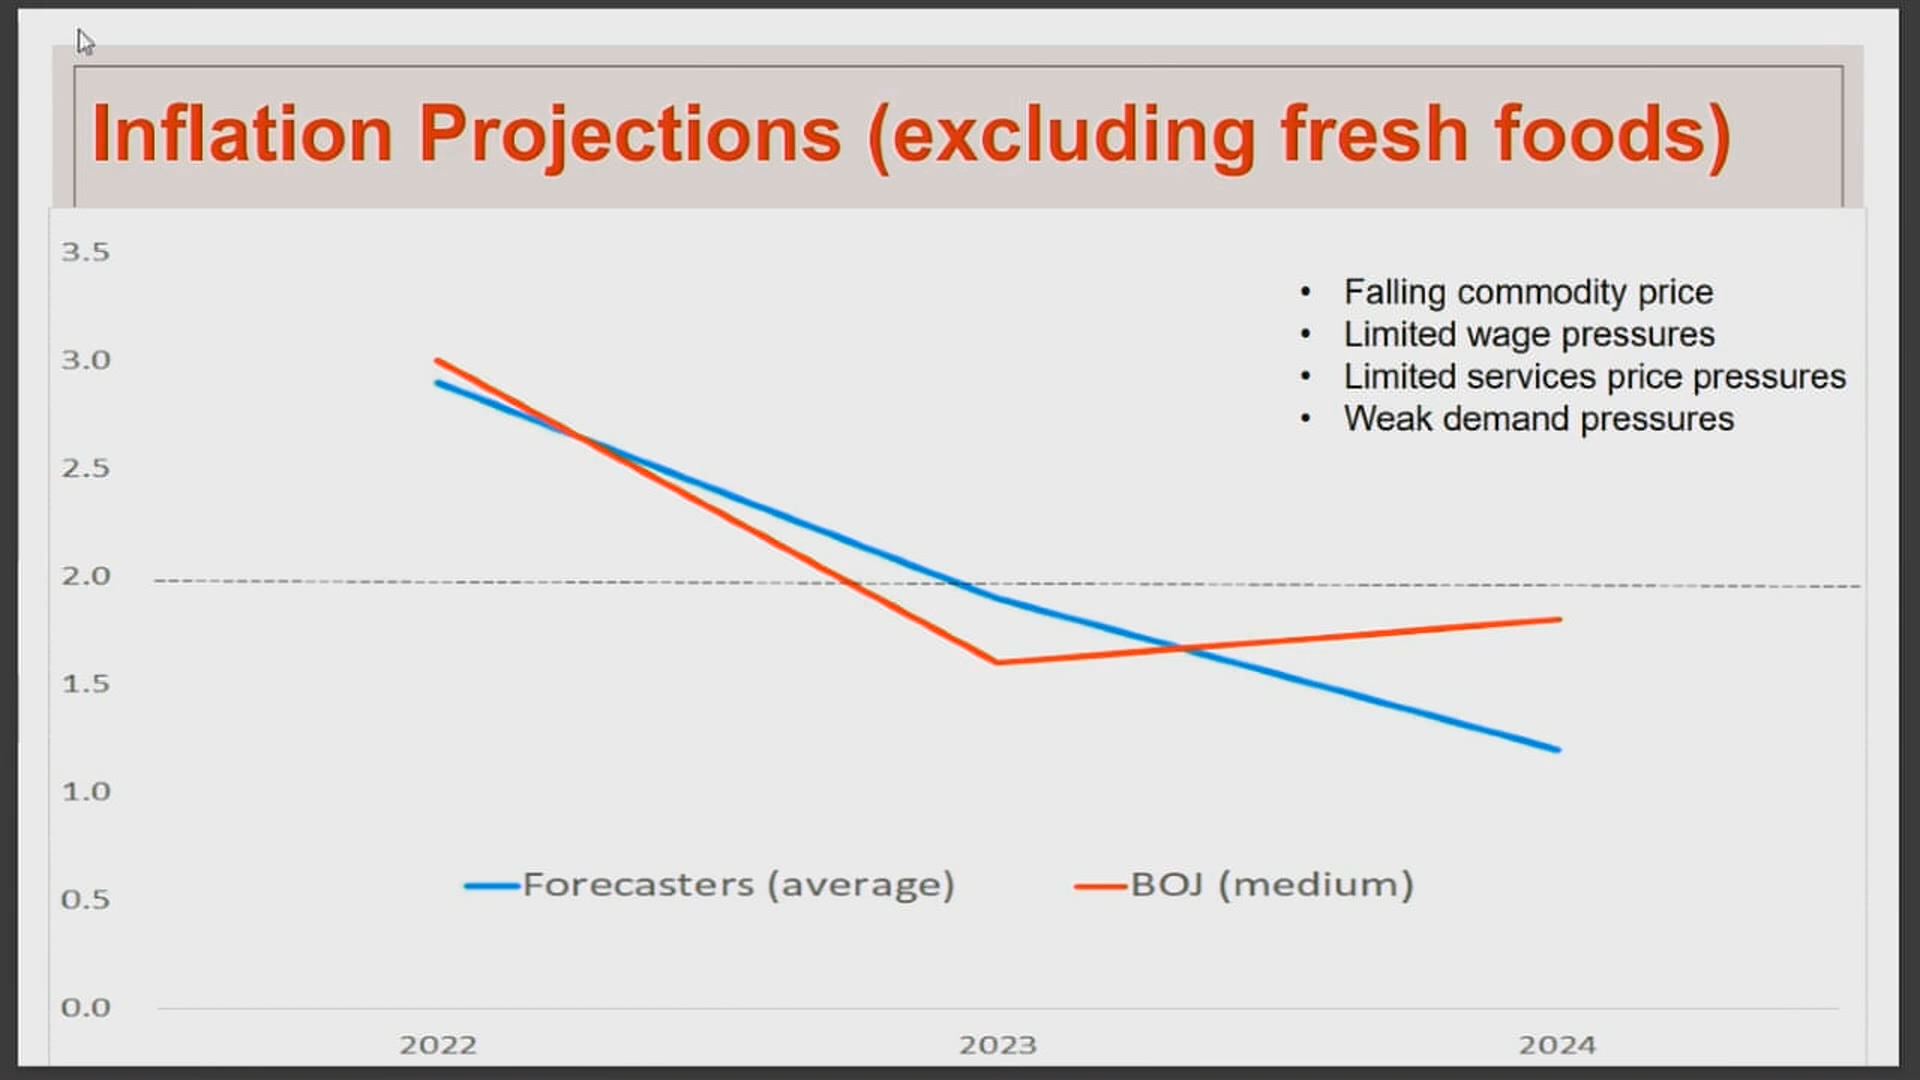 Inflation Projections (excluding fresh foods)
3.5
3.0
2.5
2.0
1.5
1.0
0.5
0.0
• Falling commodity price
• Limited wage pressures
• Limited services price pressures
• Weak demand pressures
Forecasters (average) BOJ (medium)
2022 2023 2024